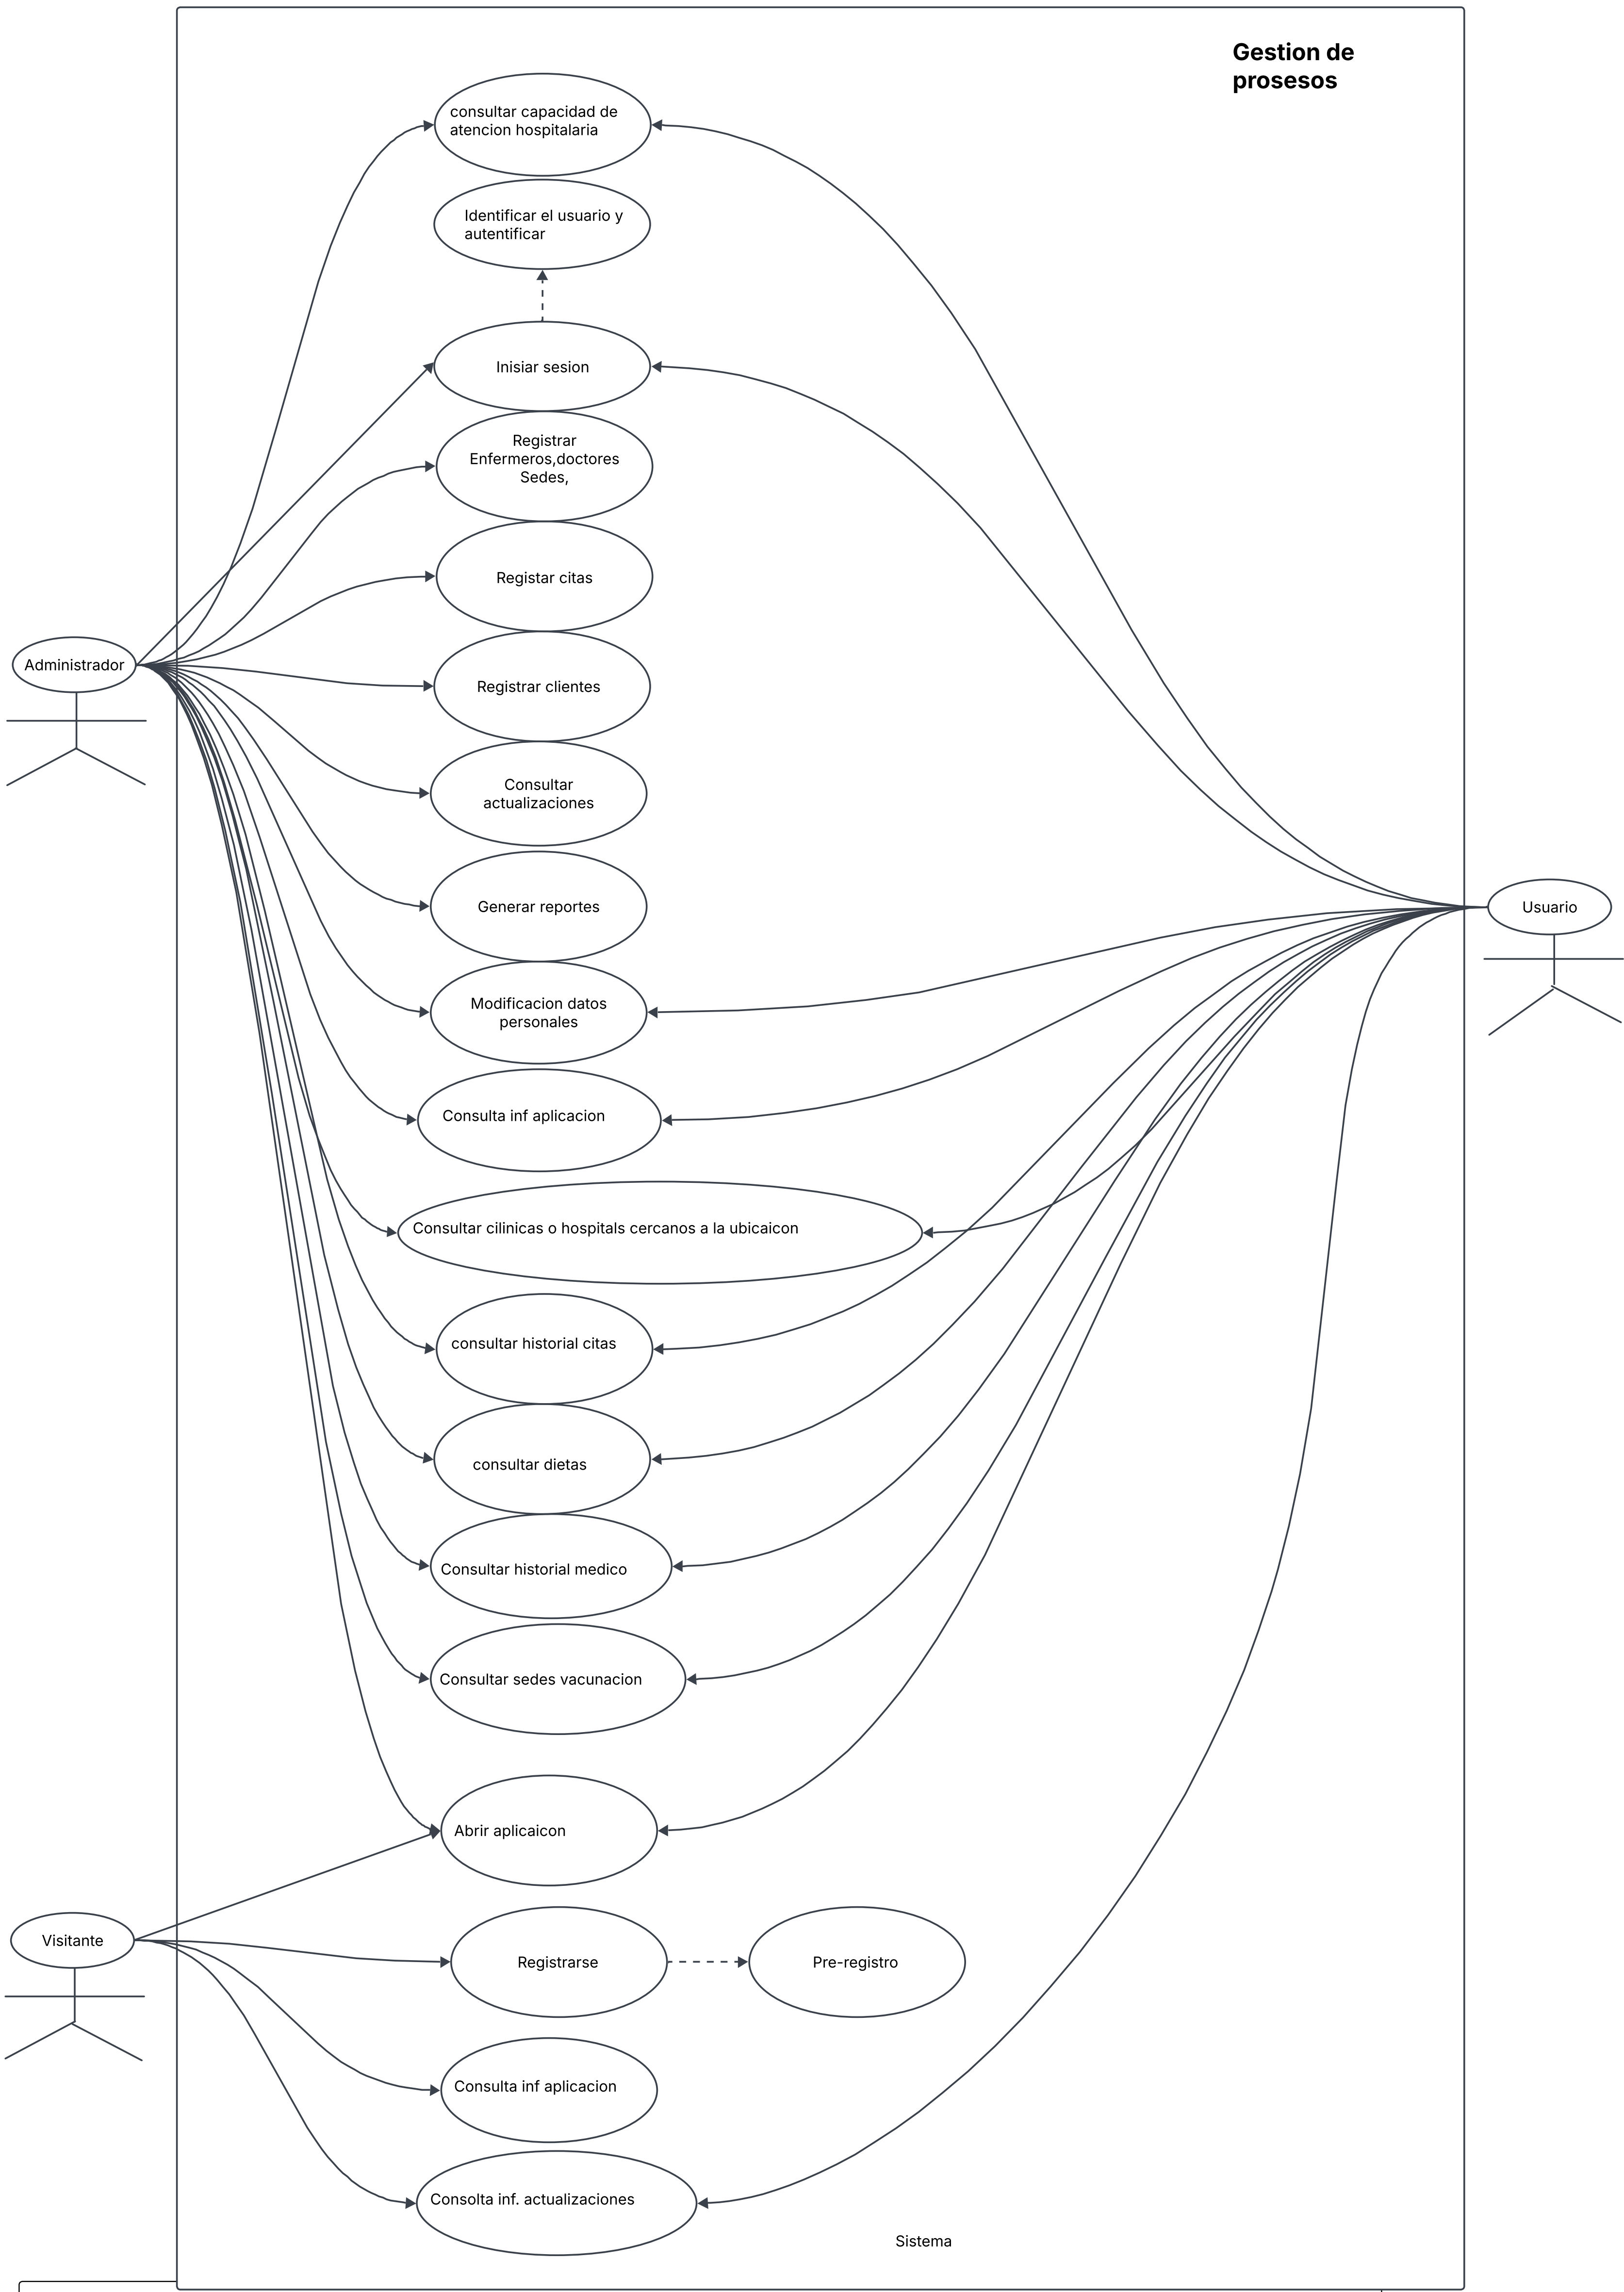 Gestion de
prosesos
consultar capacidad de
atencion hospitalaria
Identificar el usuario y
autentificar
Inisiar sesion
Registrar
Enfermeros,doctores
Sedes,
Registar citas
Administrador
Registrar clientes
Consultar
actualizaciones
Generar reportes
Usuario
Modificacion datos
personales
Consulta inf aplicacion
Consultar cilinicas o hospitals cercanos a la ubicaicon
consultar historial citas
consultar dietas
Consultar historial medico
Consultar sedes vacunacion
Abrir aplicaicon
Visitante
Registrarse
Pre-registro
Consulta inf aplicacion
Consolta inf. actualizaciones
Sistema